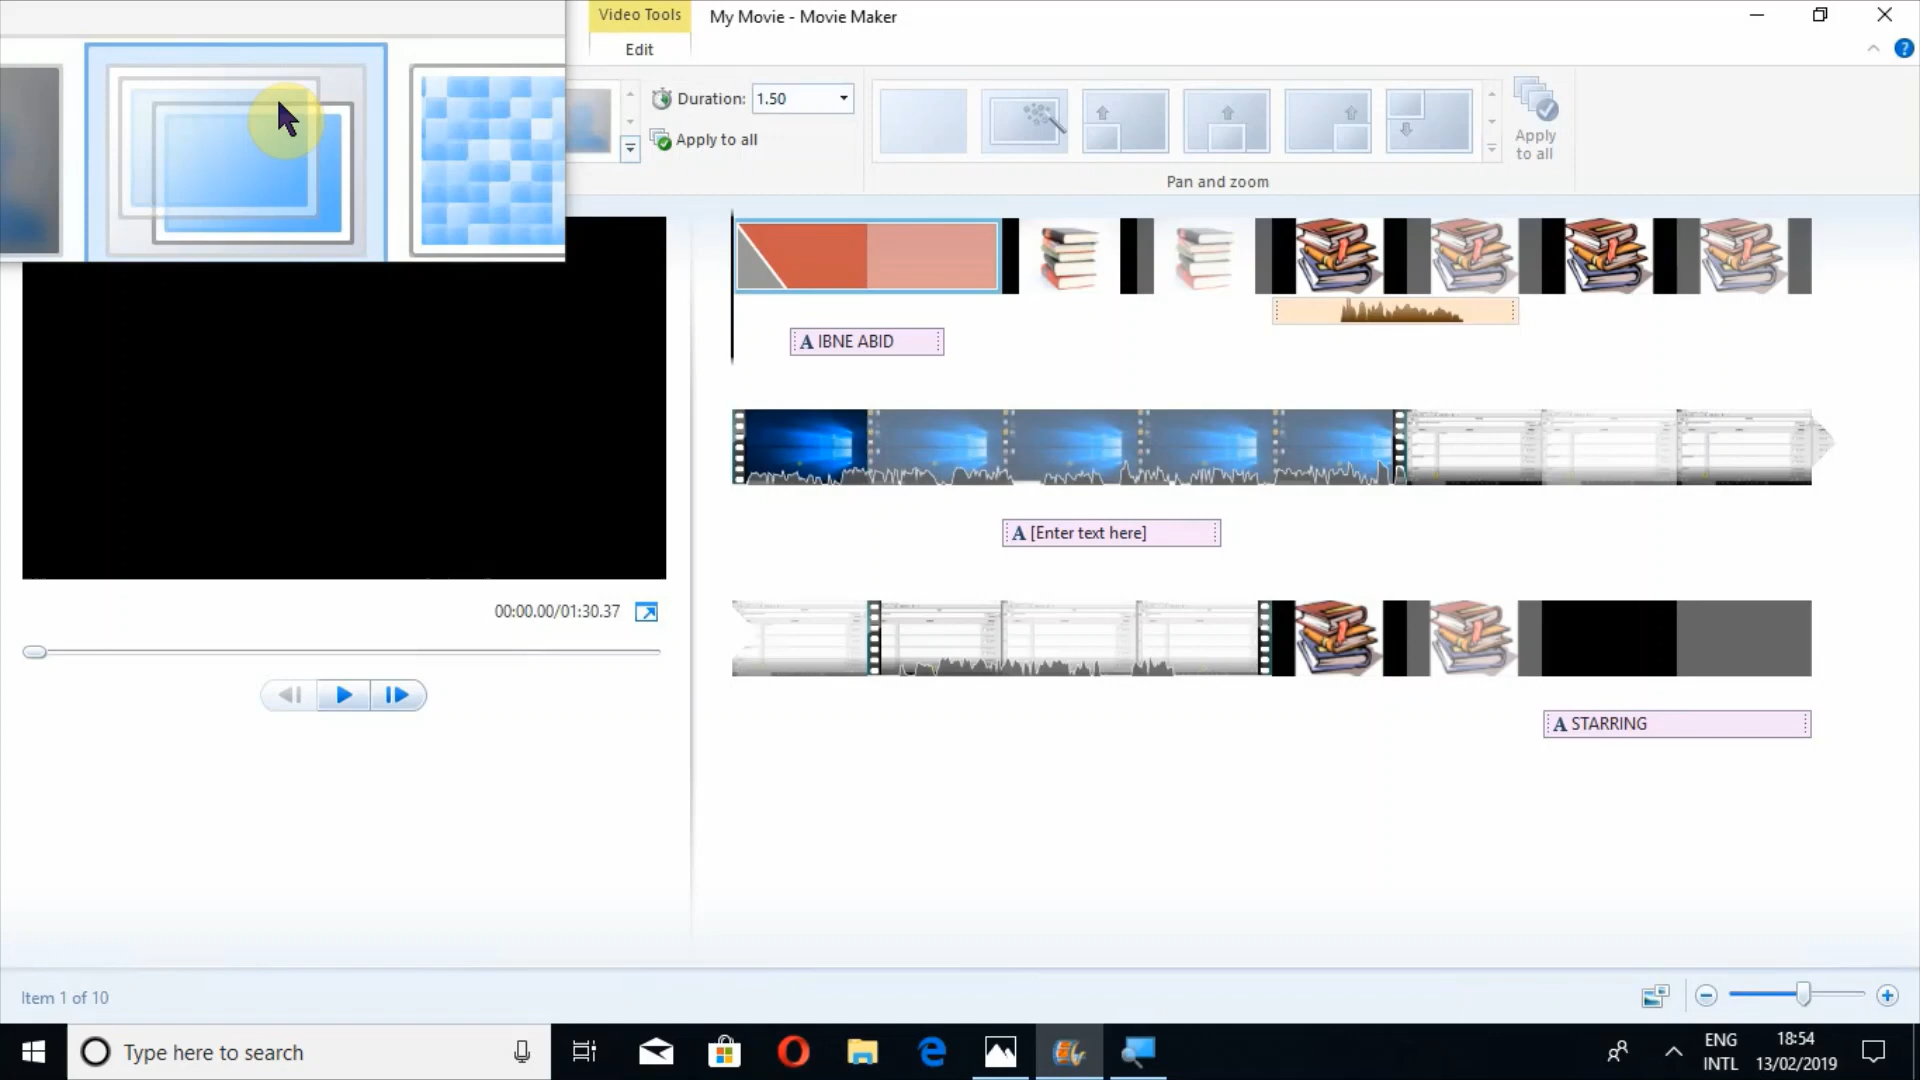 Video Tools
My Movie - Movie Maker
Edit
Duration:
1.50
Apply to all
Apply
to all
Pan and zoom
A IBNE ABID
A [Enter text here]
00:00.00/01:30.37
A STARRING
Item 1 of 10
Type here to search
ENG
INTL
18:54
13/02/2019